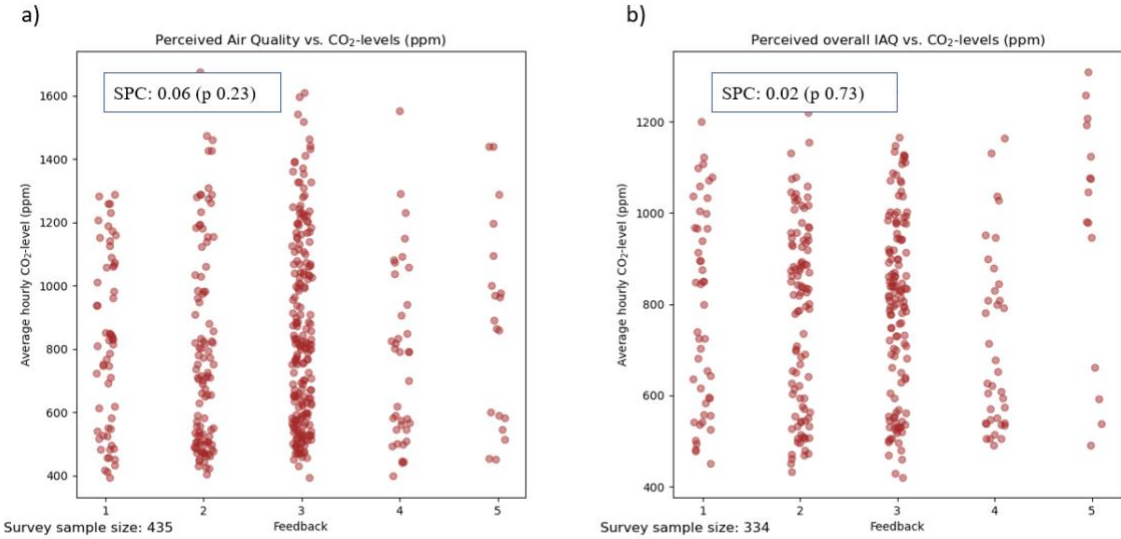 a)
Perceived Air Quality vs. CO₂-levels (ppm)
SPC: 0.06 (p 0.23)
Average hourly CO₂-level (ppm)
1600
1400
1200
1000
800
600
400
1 2 3 4 5
Feedback
Survey sample size: 435
b)
Perceived overall IAQ vs. CO₂-levels (ppm)
SPC: 0.02 (p 0.73)
Average hourly CO₂-level (ppm)
1200
1000
800
600
400
1 2 3 4 5
Feedback
Survey sample size: 334